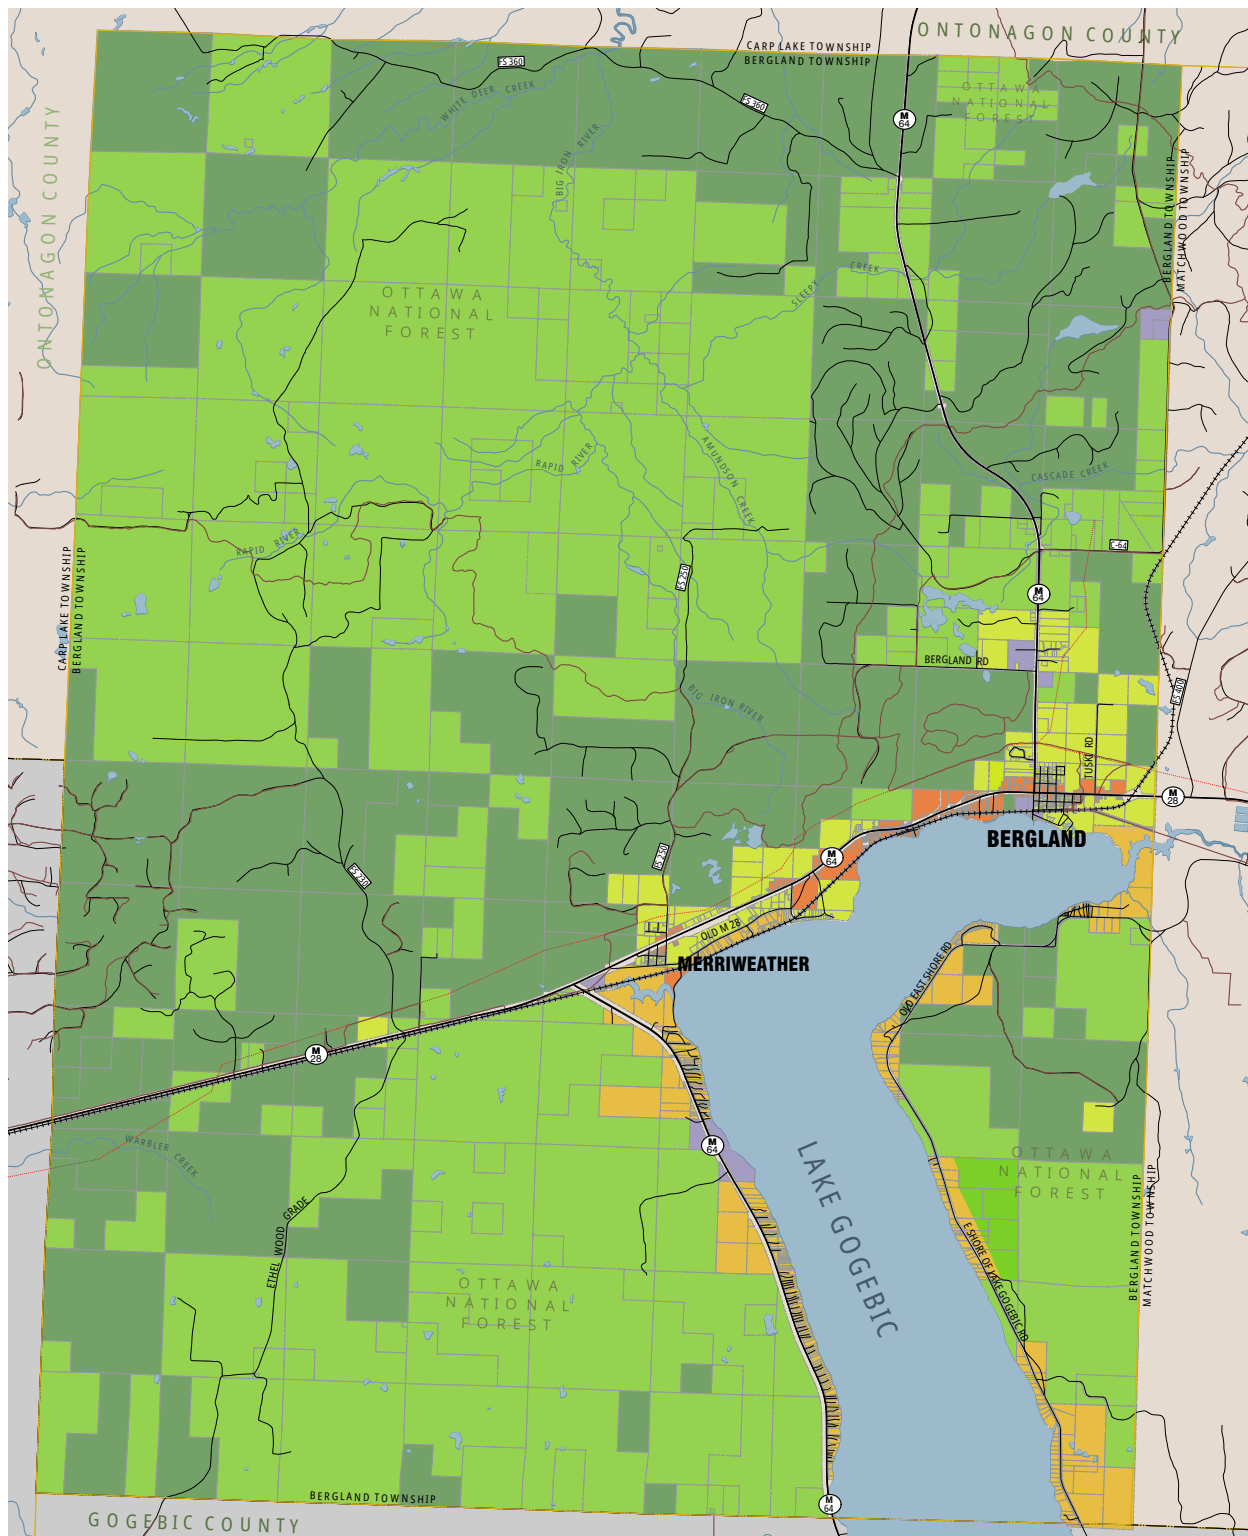 ONTONAGON COUNTY
CARP LAKE TOWNSHIP
BERGLAND TOWNSHIP
FS 360
WHITE DEER CREEK
FS 360
M
64
OTTAWA
NATIONAL
FOREST
ONTONAGON COUNTY
BIG IRON RIVER
BERGLAND TOWNSHIP
MATCHWOOD TOWNSHIP
CREEK
SLEEPY
OTTAWA
NATIONAL
FOREST
RAPID RIVER
AMUNDSON CREEK
CASCADE CREEK
RAPID RIVER
C-64
CARP LAKE TOWNSHIP
BERGLAND TOWNSHIP
FS 250
M
64
BERGLAND RD
BIG IRON RIVER
FS 400
TUSKI RD
M
28
BERGLAND
M
64
FS 250
FS 230
OLD M 28
MERRIWEATHER
OLD EAST SHORE RD
M
28
WARBLER CREEK
M
64
LAKE GOGEBIC
OTTAWA
NATIONAL
FOREST
BERGLAND TOWNSHIP
MATCHWOOD TOWNSHIP
ETHEL WOOD GRADE
E SHORE OF LAKE GOGEBIC RD
OTTAWA
NATIONAL
FOREST
BERGLAND TOWNSHIP
M
64
GOGEBIC COUNTY